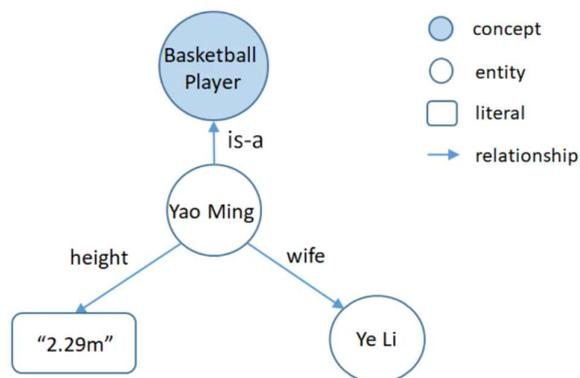 Basketball
Player
is-a
Yao Ming
height
wife
“2.29m”
Ye Li
concept
entity
literal
relationship